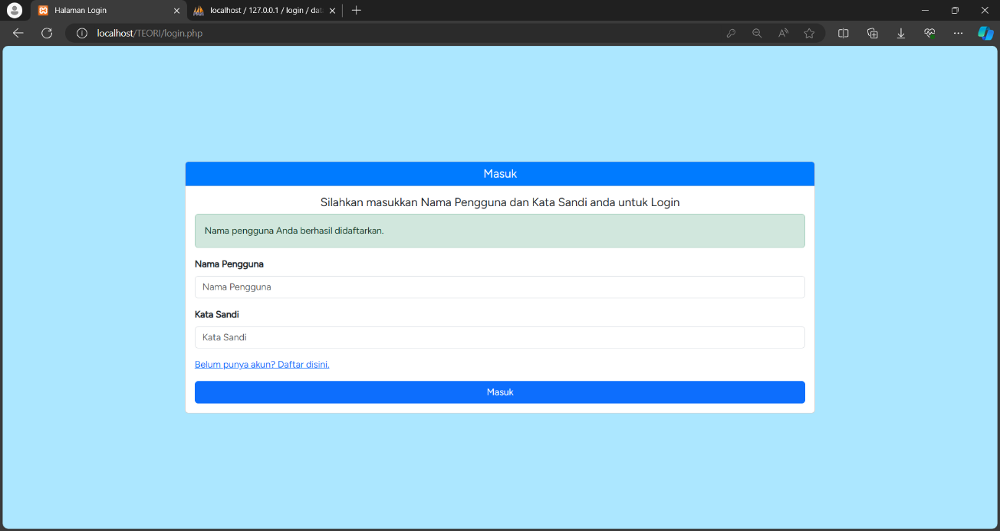 Halaman Login
localhost / 127.0.0.1 / login / dat
localhost/TEORI/login.php
Masuk
Silahkan masukkan Nama Pengguna dan Kata Sandi anda untuk Login
Nama pengguna Anda berhasil didaftarkan.
Nama Pengguna
Nama Pengguna
Kata Sandi
Kata Sandi
Belum punya akun? Daftar disini.
Masuk